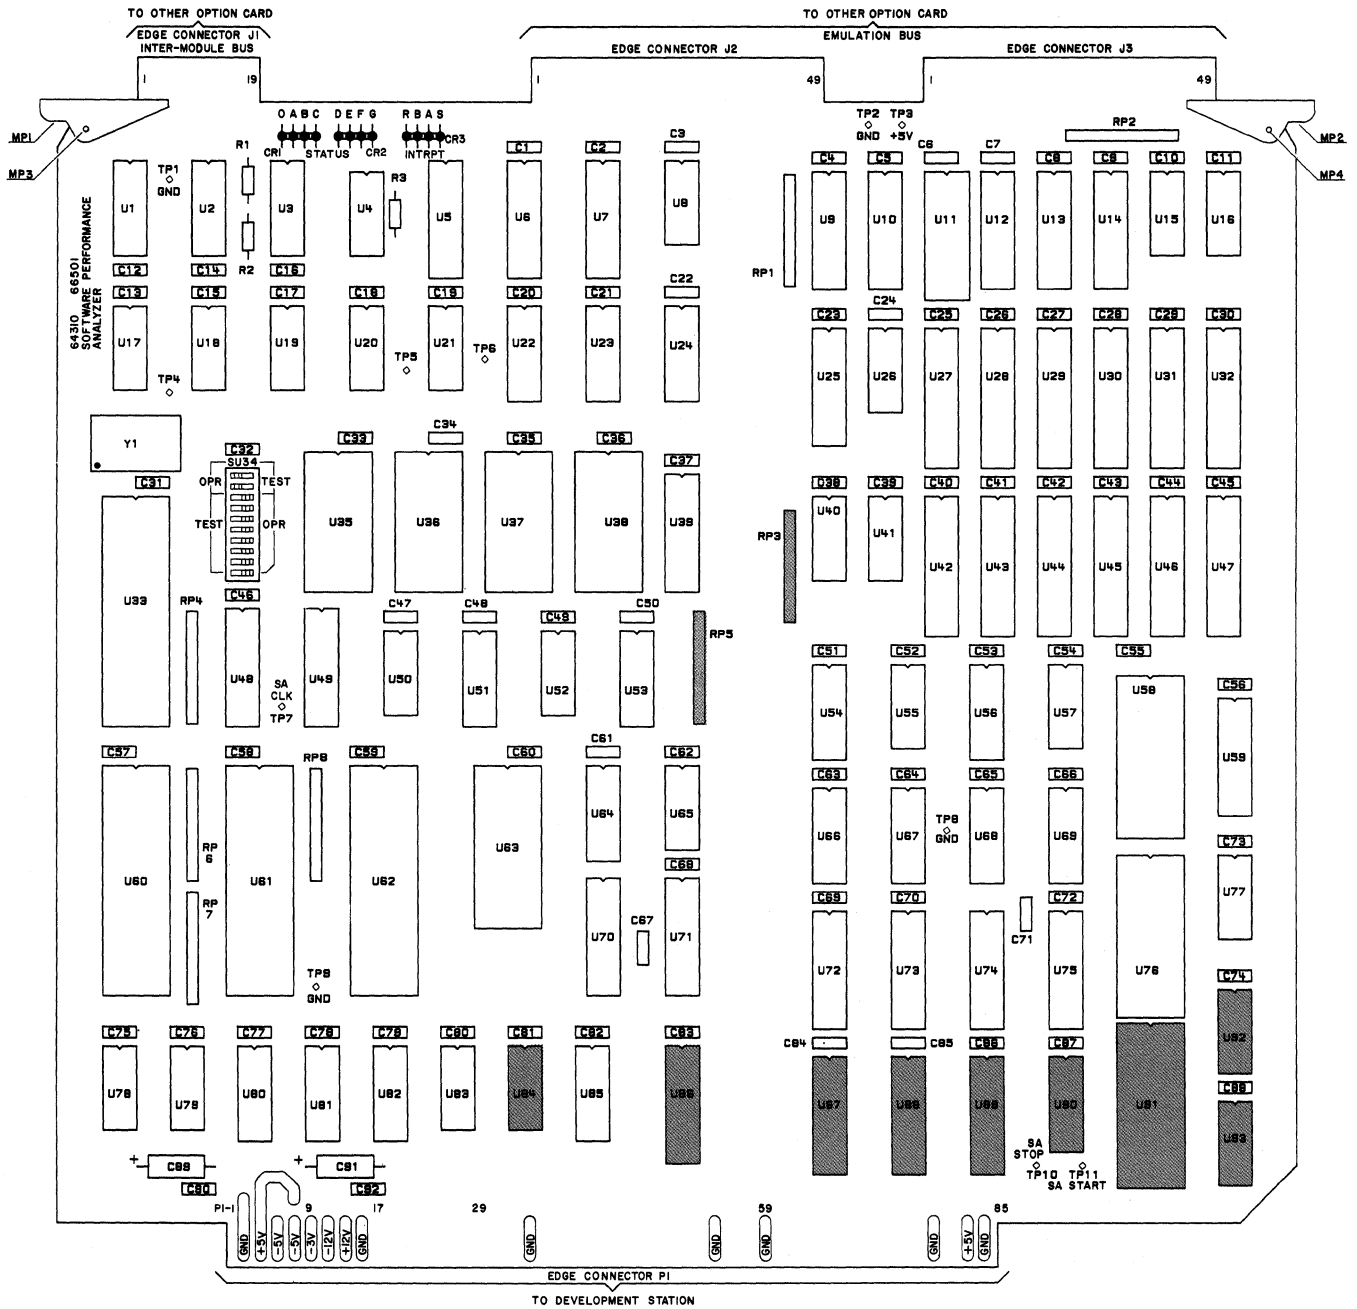 TO OTHER OPTION CARD
TO OTHER OPTION CARD
EDGE CONNECTOR J1
INTER-MODULE BUS
EMULATION BUS
EDGE CONNECTOR J2
EDGE CONNECTOR J3
1 19 1 49 1 49
O A B C D E F G R B A S
CR1 STATUS CR2 INTRPT CR3
TP2 GND
TP3 +5V
MP1
MP3
MP2
MP4
RP2
R1 C1 C2 C3 C4 C5 C6 C7 C8 C9 C10 C11
TP1 GND
R3
U1 U2 U3 U4 U5 U6 U7 U8 U9 U10 U11 U12 U13 U14 U15 U16
R2
RP1
C12 C14 C16
C22 C24
C13 C15 C17 C18 C19 C20 C21 C23 C25 C26 C27 C28 C29 C30
64310 66501
SOFTWARE PERFORMANCE
ANALYZER
U17 U18 U19 U20 U21 U22 U23 U24 U25 U26 U27 U28 U29 U30 U31 U32
TP4 TP5 TP6
Y1
C32 C33 C34 C35 C36 C37
SU34
OPR TEST
TEST OPR
C31 C39 C40 C41 C42 C43 C44 C45
U33 U35 U36 U37 U38 U39 U40 U41 U42 U43 U44 U45 U46 U47
RP3
RP4 C46 C47 C48 C49 C50
RP5
U48 U49 U50 U51 U52 U53
SA
CLK
TP7
C51 C52 C53 C54 C55 C56
U54 U55 U56 U57 U58 U59
C57 C58 C59 C60 C61 C62
RP8
C63 C64 C65 C66
U60 U61 U62 U63 U64 U65 U66 U67 U68 U69
RP
6
RP
7
TP8
GND
C68 C69 C70 C71 C72 C73
C67
U70 U71 U72 U73 U74 U75 U76 U77
TP9
GND
C74
C75 C76 C77 C78 C79 C80 C81 C82 C83 C84 C85 C86 C87 C88
U78 U79 U80 U81 U82 U83 U84 U85 U86 U87 U88 U89 U90 U91 U92 U93
+ C89
+ C91
C90 C92
SA
STOP
TP10
TP11
SA START
P1-1 9 17 29 59 85
GND +5V -5V -5V -3V -12V +12V GND GND GND +5V GND
EDGE CONNECTOR P1
TO DEVELOPMENT STATION